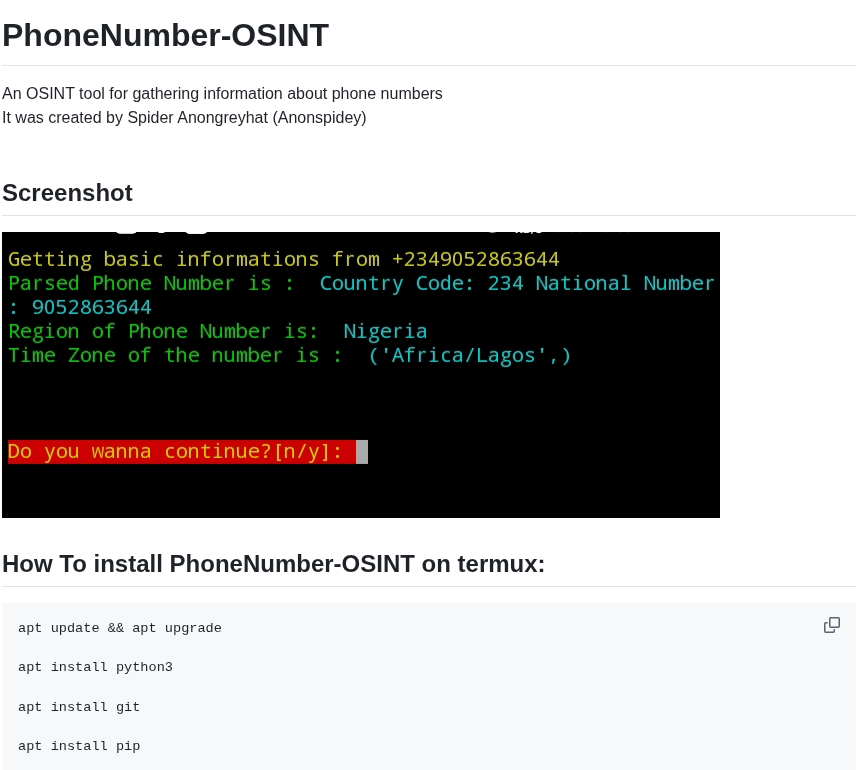 PhoneNumber-OSINT
An OSINT tool for gathering information about phone numbers
It was created by Spider Anongreyhat (Anonspidey)
Screenshot
Getting basic informations from +2349052863644
Parsed Phone Number is :  Country Code: 234 National Number
: 9052863644
Region of Phone Number is:  Nigeria
Time Zone of the number is :  ('Africa/Lagos',)
Do you wanna continue?[n/y]:
How To install PhoneNumber-OSINT on termux:
apt update && apt upgrade
apt install python3
apt install git
apt install pip